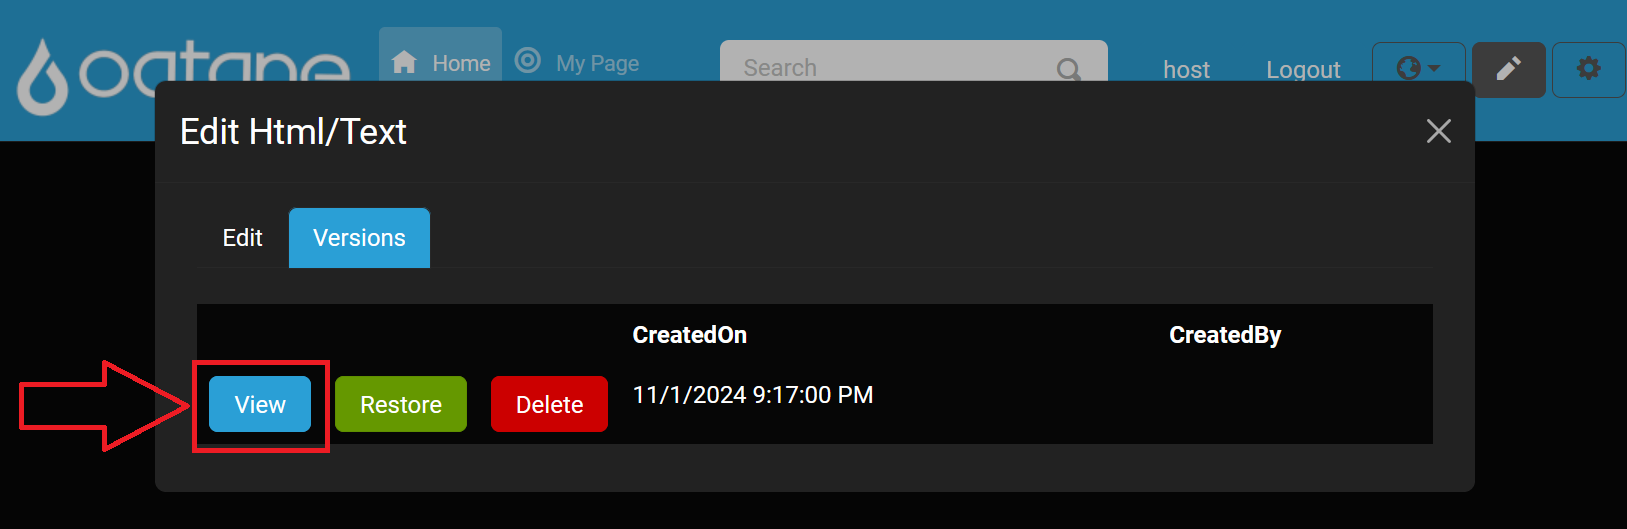 oqtane
Home
My Page
Search
host
Logout
Edit Html/Text
Edit
Versions
CreatedOn
CreatedBy
View
Restore
Delete
11/1/2024 9:17:00 PM